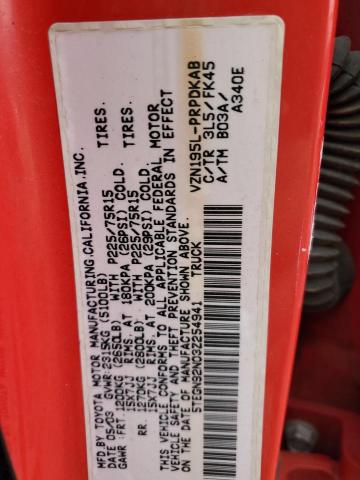 MFD BY TOYOTA MOTOR MANUFACTURING,CALIFORNIA,INC.
DATE 05/03 GVWR:2315KG(5100LB)
GAWR:FRT 1200KG(2650LB) WITH P225/75R15 TIRES.
15X7JJ RIMS.AT 180KPA(26PSI) COLD.
RR. 1270KG(2800LB) WITH P225/75R15 TIRES.
15X7JJ RIMS.AT 200KPA(29PSI) COLD.
THIS VEHICLE CONFORMS TO ALL APPLICABLE FEDERAL MOTOR
VEHICLE SAFETY AND THEFT PREVENTION STANDARDS IN EFFECT
ON THE DATE OF MANUFACTURE SHOWN ABOVE.
5TEGN92N03Z254941 TRUCK
VZN195L-PRPDKAB
C/TR 3L5/FK45
A/TM B03A/
A340E